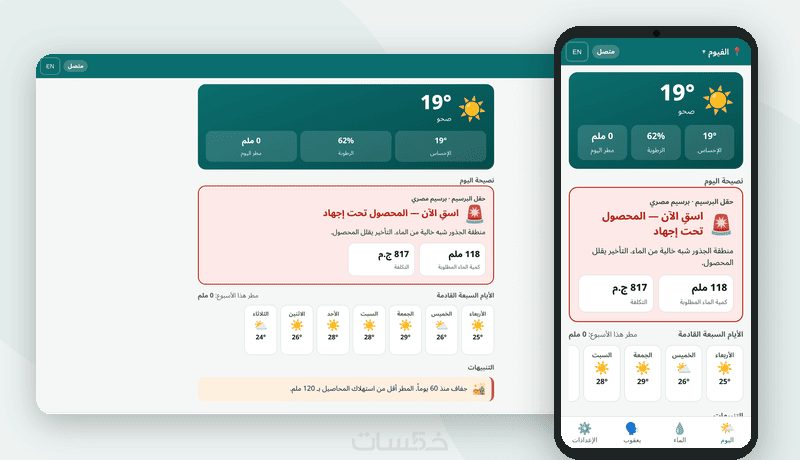 EN
متصل
19°
صحو
19°
الإحساس
62%
الرطوبة
0 ملم
مطر اليوم
نصيحة اليوم
حقل البرسيم · برسيم مصري
اسقِ الآن — المحصول تحت إجهاد
منطقة الجذور شبه خالية من الماء. التأخير يقلل المحصول.
118 ملم
كمية الماء المطلوبة
817 ج.م
التكلفة
الأيام السبعة القادمة
مطر هذا الأسبوع: 0 ملم
الأربعاء
25°
الخميس
26°
الجمعة
29°
السبت
28°
الأحد
28°
الاثنين
26°
الثلاثاء
24°
التنبيهات
جفاف منذ 60 يوماً. المطر أقل من استهلاك المحاصيل بـ 120 ملم.
الفيوم
متصل
EN
19°
صحو
19°
الإحساس
62%
الرطوبة
0 ملم
مطر اليوم
نصيحة اليوم
حقل البرسيم · برسيم مصري
اسقِ الآن — المحصول
تحت إجهاد
منطقة الجذور شبه خالية من الماء. التأخير يقلل
المحصول.
118 ملم
كمية الماء المطلوبة
817 ج.م
التكلفة
الأيام السبعة القادمة
مطر هذا الأسبوع: 0 ملم
الأربعاء
25°
الخميس
26°
الجمعة
29°
السبت
28°
التنبيهات
اليوم
الماء
يعقوب
الإعدادات
خمسات